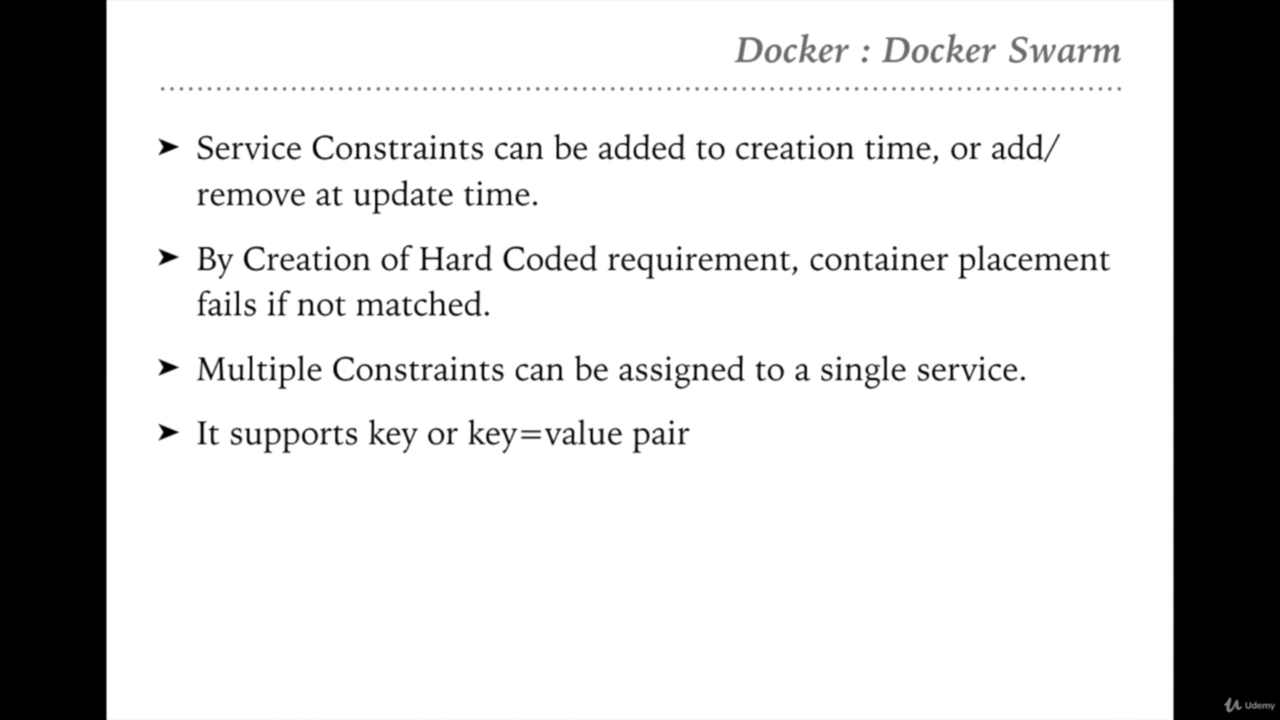 Docker : Docker Swarm
➤ Service Constraints can be added to creation time, or add/
remove at update time.
➤ By Creation of Hard Coded requirement, container placement
fails if not matched.
➤ Multiple Constraints can be assigned to a single service.
➤ It supports key or key=value pair
Udemy